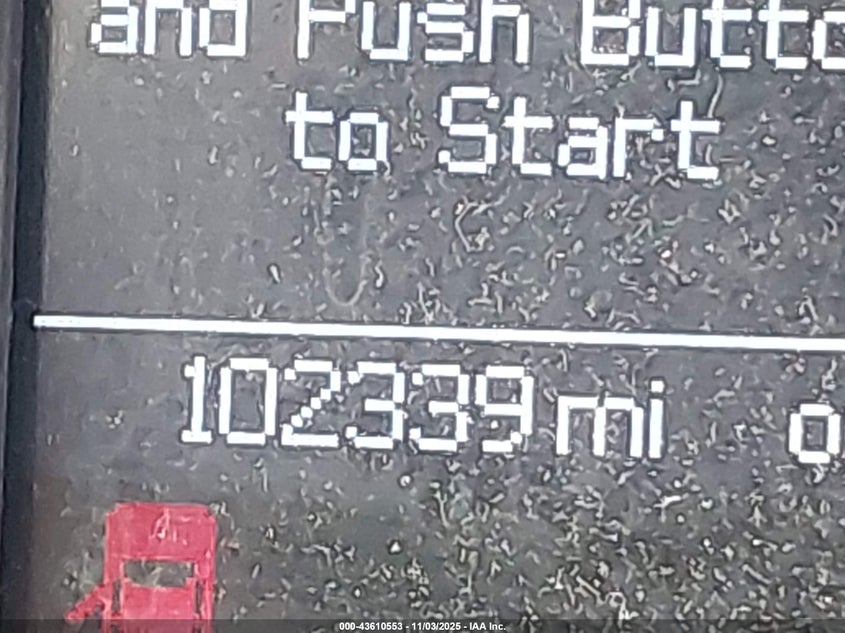 and Push Butto
to Start
102339 mi o
000-43610553 - 11/03/2025 - IAA Inc.